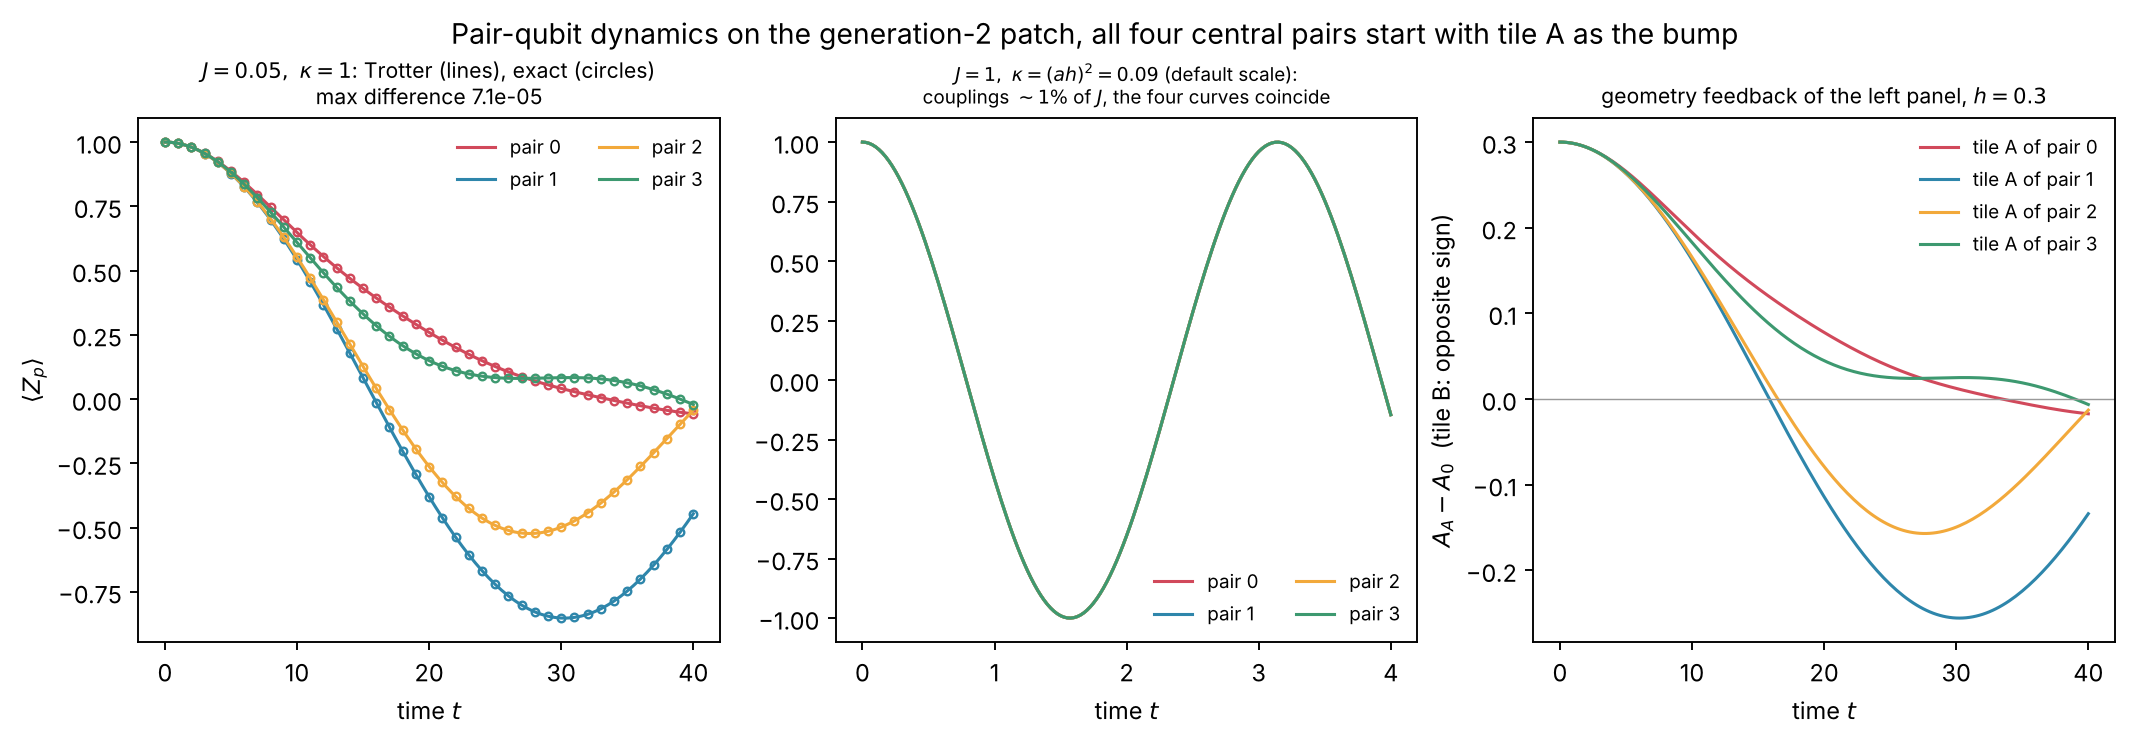 Pair-qubit dynamics on the generation-2 patch, all four central pairs start with tile A as the bump
J = 0.05, κ = 1: Trotter (lines), exact (circles)
max difference 7.1e-05
1.00
0.75
0.50
0.25
0.00
−0.25
−0.50
−0.75
⟨Z_p⟩
pair 0
pair 1
pair 2
pair 3
0
10
20
30
40
time t
J = 1, κ = (ah)² = 0.09 (default scale):
couplings ~ 1% of J, the four curves coincide
1.00
0.75
0.50
0.25
0.00
−0.25
−0.50
−0.75
−1.00
pair 0
pair 1
pair 2
pair 3
0
1
2
3
4
time t
geometry feedback of the left panel, h = 0.3
0.3
0.2
0.1
0.0
−0.1
−0.2
A_A − A_0 (tile B: opposite sign)
tile A of pair 0
tile A of pair 1
tile A of pair 2
tile A of pair 3
0
10
20
30
40
time t